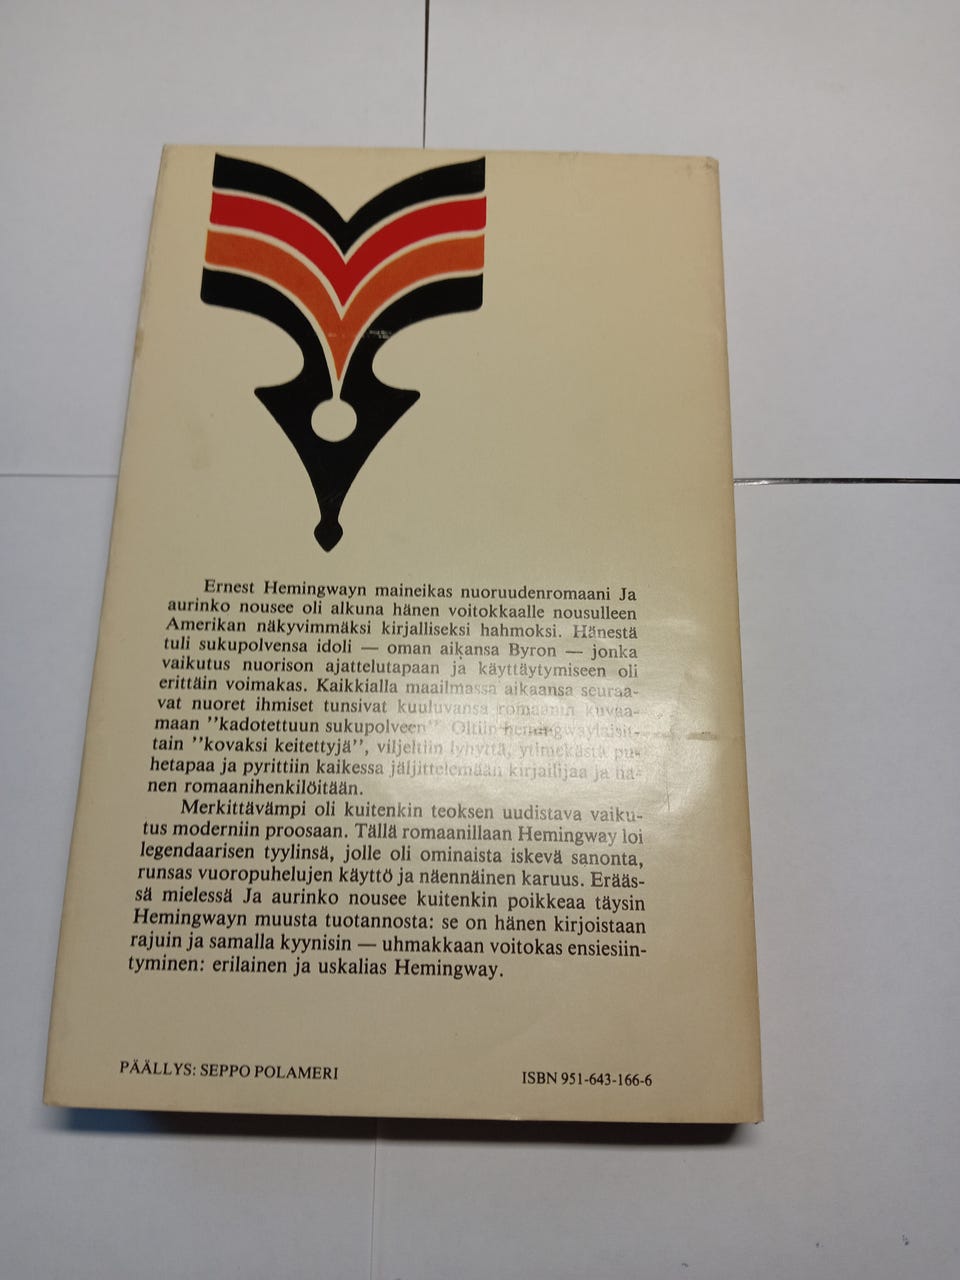 Ernest Hemingwayn maineikas nuoruudenromaani Ja
aurinko nousee oli alkuna hänen voitokkaalle nousulleen
Amerikan näkyvimmäksi kirjalliseksi hahmoksi. Hänestä
tuli sukupolvensa idoli — oman aikansa Byron — jonka
vaikutus nuorison ajattelutapaan ja käyttäytymiseen oli
erittäin voimakas. Kaikkialla maailmassa aikaansa seuraa-
vat nuoret ihmiset tunsivat kuuluvansa romaanin kuvaa-
maan ”kadotettuun sukupolveen”. Oltiin hemingwaylaisit-
tain ”kovaksi keitettyjä”, viljeltiin lyhyttä, ytimekästä pu-
hetapaa ja pyrittiin kaikessa jäljittelemään kirjailijaa ja hä-
nen romaanihenkilöitään.
Merkittävämpi oli kuitenkin teoksen uudistava vaiku-
tus moderniin proosaan. Tällä romaanillaan Hemingway loi
legendaarisen tyylinsä, jolle oli ominaista iskevä sanonta,
runsas vuoropuhelujen käyttö ja näennäinen karuus. Erääs-
sä mielessä Ja aurinko nousee kuitenkin poikkeaa täysin
Hemingwayn muusta tuotannosta: se on hänen kirjoistaan
rajuin ja samalla kyynisin — uhmakkaan voitokas ensiesiin-
tyminen: erilainen ja uskalias Hemingway.
PÄÄLLYS: SEPPO POLAMERI
ISBN 951-643-166-6